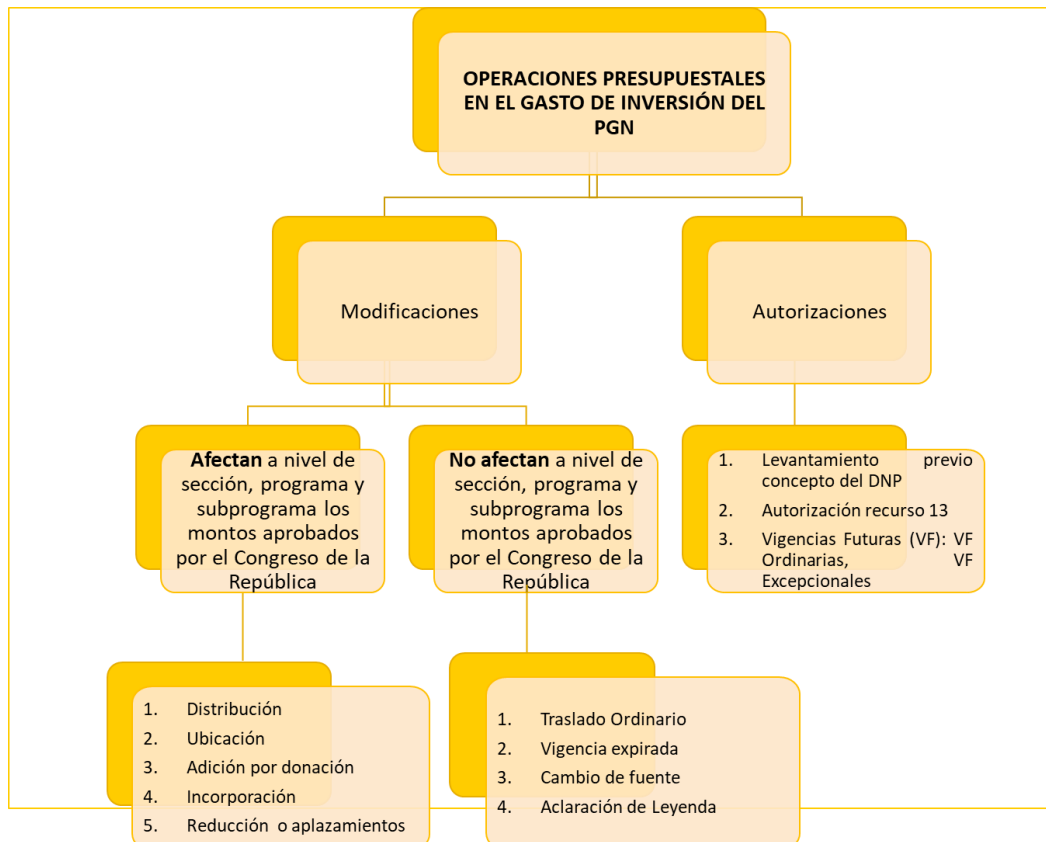 OPERACIONES PRESUPUESTALES
EN EL GASTO DE INVERSIÓN DEL
PGN
Modificaciones
Autorizaciones
Afectan a nivel de
sección, programa y
subprograma los
montos aprobados
por el Congreso de la
República
No afectan a nivel de
sección, programa y
subprograma los
montos aprobados
por el Congreso de la
República
1. Levantamiento previo
concepto del DNP
2. Autorización recurso 13
3. Vigencias Futuras (VF): VF
Ordinarias, VF
Excepcionales
1. Distribución
2. Ubicación
3. Adición por donación
4. Incorporación
5. Reducción o aplazamientos
1. Traslado Ordinario
2. Vigencia expirada
3. Cambio de fuente
4. Aclaración de Leyenda